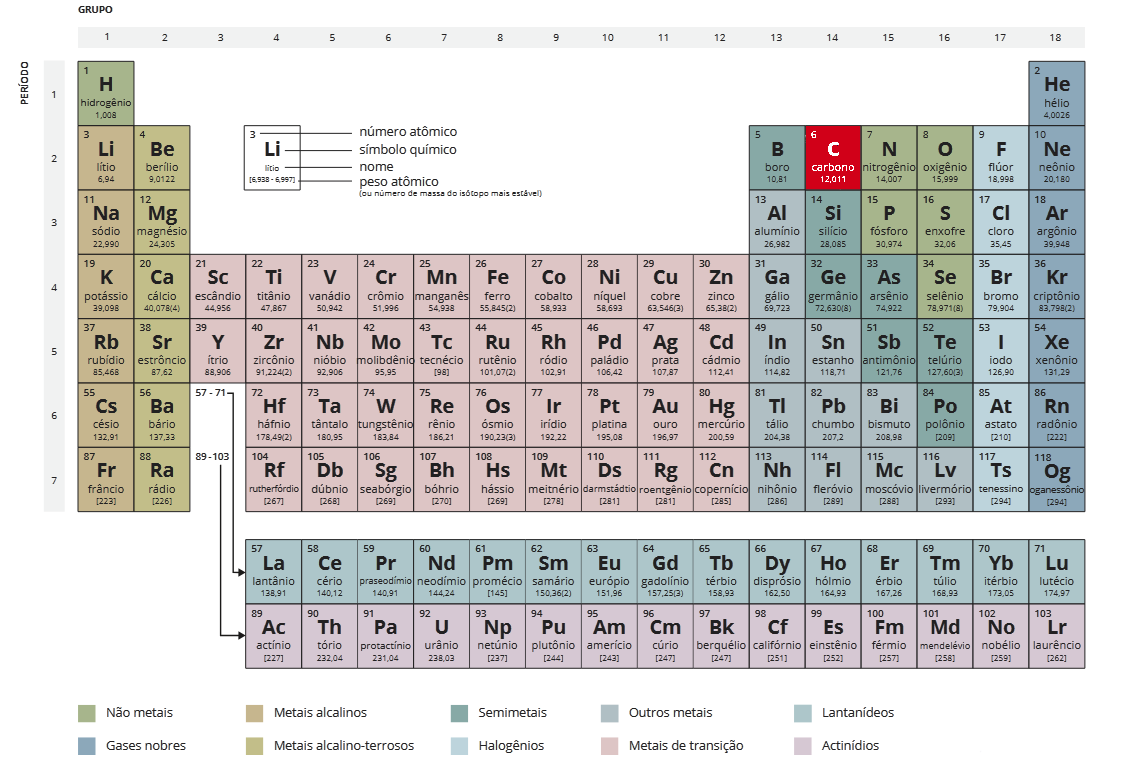 GRUPO
1 2 3 4 5 6 7 8 9 10 11 12 13 14 15 16 17 18
PERÍODO
1
1 2
H He
hidrogênio hélio
1,008 4,0026
2
3 4 5 6 7 8 9 10
Li Be B C N O F Ne
lítio berílio boro carbono nitrogênio oxigênio flúor neônio
6,94 9,0122 10,81 12,011 14,007 15,999 18,998 20,180
3 número atômico
Li símbolo químico
lítio nome
[6,938 - 6,997] peso atômico
(ou número de massa do isótopo mais estável)
3
11 12 13 14 15 16 17 18
Na Mg Al Si P S Cl Ar
sódio magnésio alumínio silício fósforo enxofre cloro argônio
22,990 24,305 26,982 28,085 30,974 32,06 35,45 39,948
4
19 20 21 22 23 24 25 26 27 28 29 30 31 32 33 34 35 36
K Ca Sc Ti V Cr Mn Fe Co Ni Cu Zn Ga Ge As Se Br Kr
potássio cálcio escândio titânio vanádio crômio manganês ferro cobalto níquel cobre zinco gálio germânio arsênio selênio bromo criptônio
39,098 40,078(4) 44,956 47,867 50,942 51,996 54,938 55,845(2) 58,933 58,693 63,546(3) 65,38(2) 69,723 72,630(8) 74,922 78,971(8) 79,904 83,798(2)
5
37 38 39 40 41 42 43 44 45 46 47 48 49 50 51 52 53 54
Rb Sr Y Zr Nb Mo Tc Ru Rh Pd Ag Cd In Sn Sb Te I Xe
rubídio estrôncio ítrio zircônio nióbio molibdênio tecnécio rutênio ródio paládio prata cádmio índio estanho antimônio telúrio iodo xenônio
85,468 87,62 88,906 91,224(2) 92,906 95,95 [98] 101,07(2) 102,91 106,42 107,87 112,41 114,82 118,71 121,76 127,60(3) 126,90 131,29
6
55 56 57 - 71 72 73 74 75 76 77 78 79 80 81 82 83 84 85 86
Cs Ba Hf Ta W Re Os Ir Pt Au Hg Tl Pb Bi Po At Rn
césio bário háfnio tântalo tungstênio rênio ósmio irídio platina ouro mercúrio tálio chumbo bismuto polônio astato radônio
132,91 137,33 178,49(2) 180,95 183,84 186,21 190,23(3) 192,22 195,08 196,97 200,59 204,38 207,2 208,98 [209] [210] [222]
7
87 88 89 -103 104 105 106 107 108 109 110 111 112 113 114 115 116 117 118
Fr Ra Rf Db Sg Bh Hs Mt Ds Rg Cn Nh Fl Mc Lv Ts Og
frâncio rádio rutherfórdio dúbnio seabórgio bóhrio hássio meitnério darmstádtio roentgênio copernício nihônio fleróvio moscóvio livermório tenessino oganessônio
[223] [226] [267] [268] [269] [270] [269] [278] [281] [281] [285] [286] [289] [288] [293] [294] [294]
57 58 59 60 61 62 63 64 65 66 67 68 69 70 71
La Ce Pr Nd Pm Sm Eu Gd Tb Dy Ho Er Tm Yb Lu
lantânio cério praseodímio neodímio promécio samário európio gadolínio térbio disprósio hólmio érbio túlio itérbio lutécio
138,91 140,12 140,91 144,24 [145] 150,36(2) 151,96 157,25(3) 158,93 162,50 164,93 167,26 168,93 173,05 174,97
89 90 91 92 93 94 95 96 97 98 99 100 101 102 103
Ac Th Pa U Np Pu Am Cm Bk Cf Es Fm Md No Lr
actínio tório protactínio urânio netúnio plutônio amerício cúrio berquélio califórnio einstênio férmio mendelévio nobélio laurêncio
[227] 232,04 231,04 238,03 [237] [244] [243] [247] [247] [251] [252] [257] [258] [259] [262]
Não metais Metais alcalinos Semimetais Outros metais Lantanídeos
Gases nobres Metais alcalino-terrosos Halogênios Metais de transição Actinídios